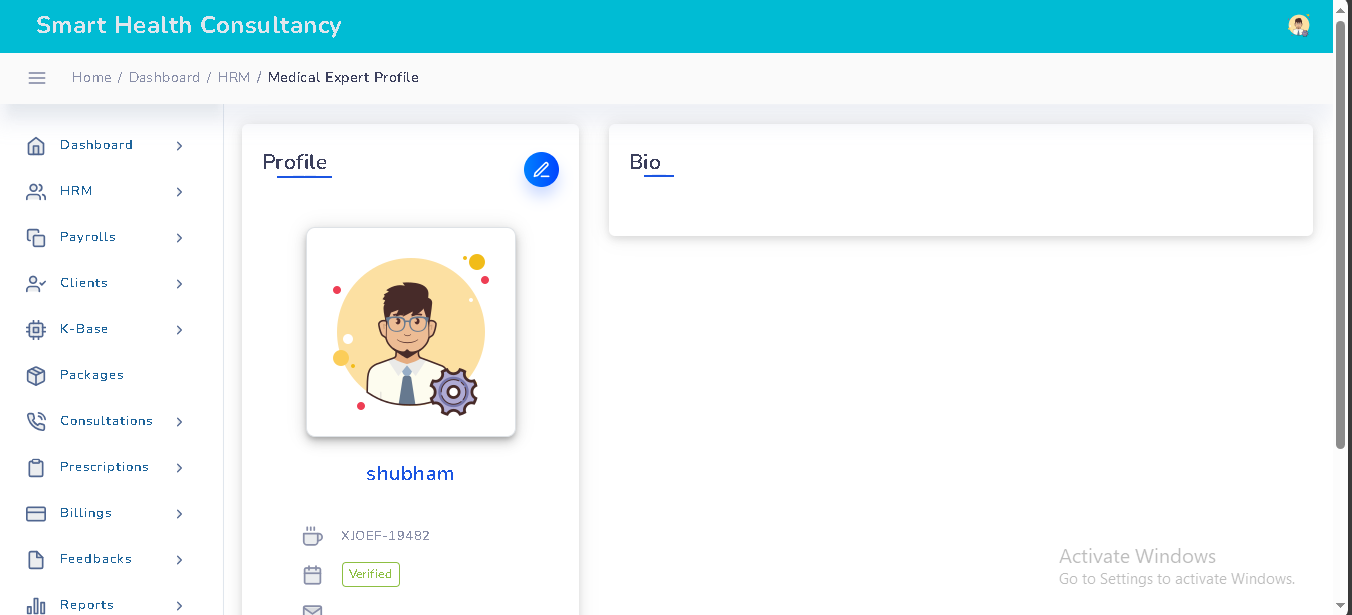 Smart Health Consultancy
Home / Dashboard / HRM / Medical Expert Profile
Dashboard
HRM
Payrolls
Clients
K-Base
Packages
Consultations
Prescriptions
Billings
Feedbacks
Reports
Profile
shubham
XJOEF-19482
Verified
Bio
Activate Windows
Go to Settings to activate Windows.